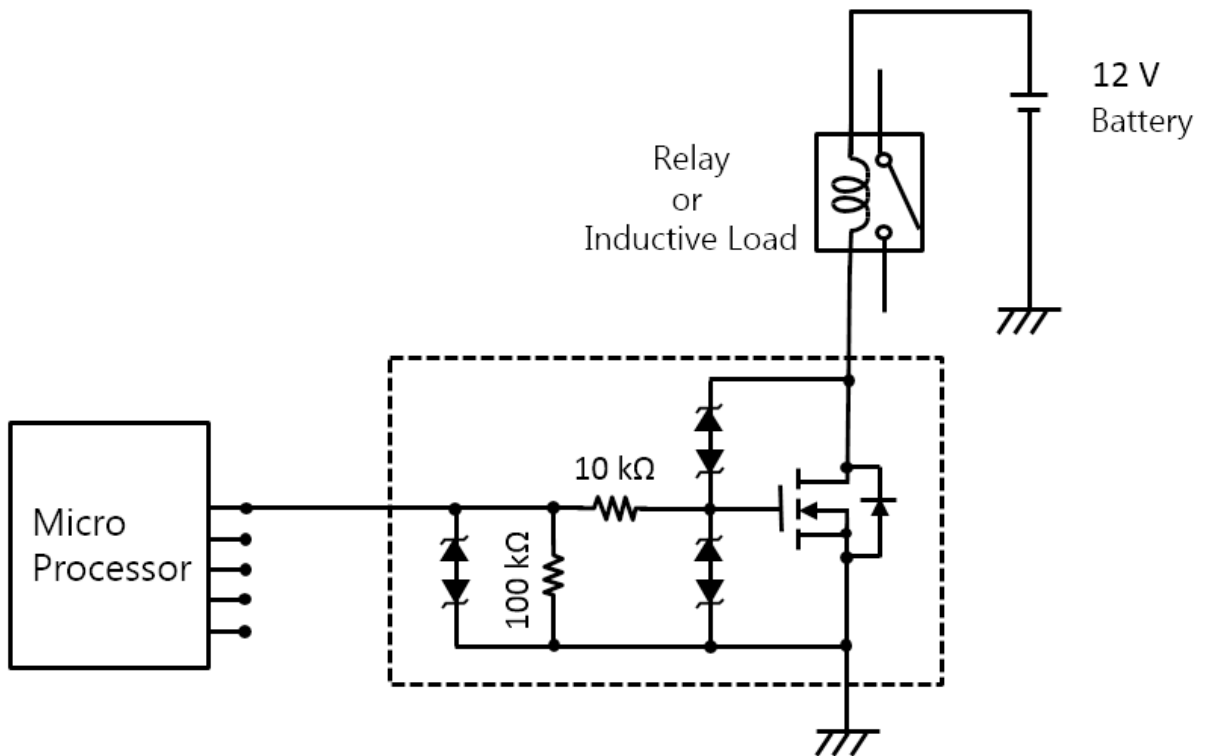 12 V
Battery
Relay
or
Inductive Load
10 kΩ
100 kΩ
Micro
Processor